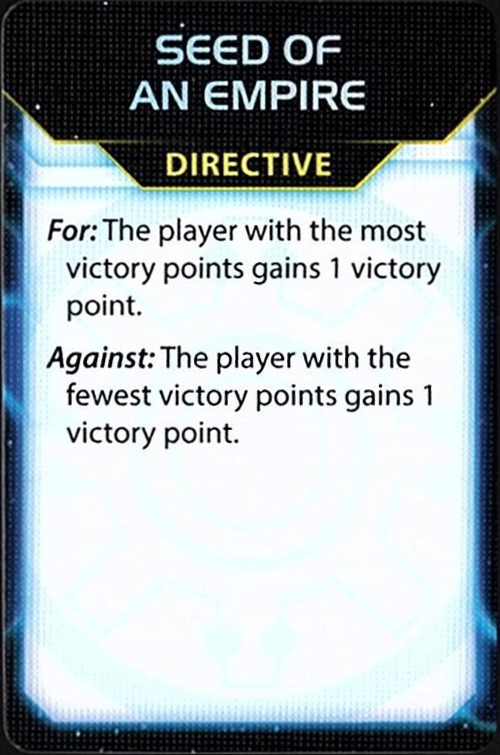 SEED OF
AN EMPIRE
DIRECTIVE
For: The player with the most
victory points gains 1 victory
point.
Against: The player with the
fewest victory points gains 1
victory point.